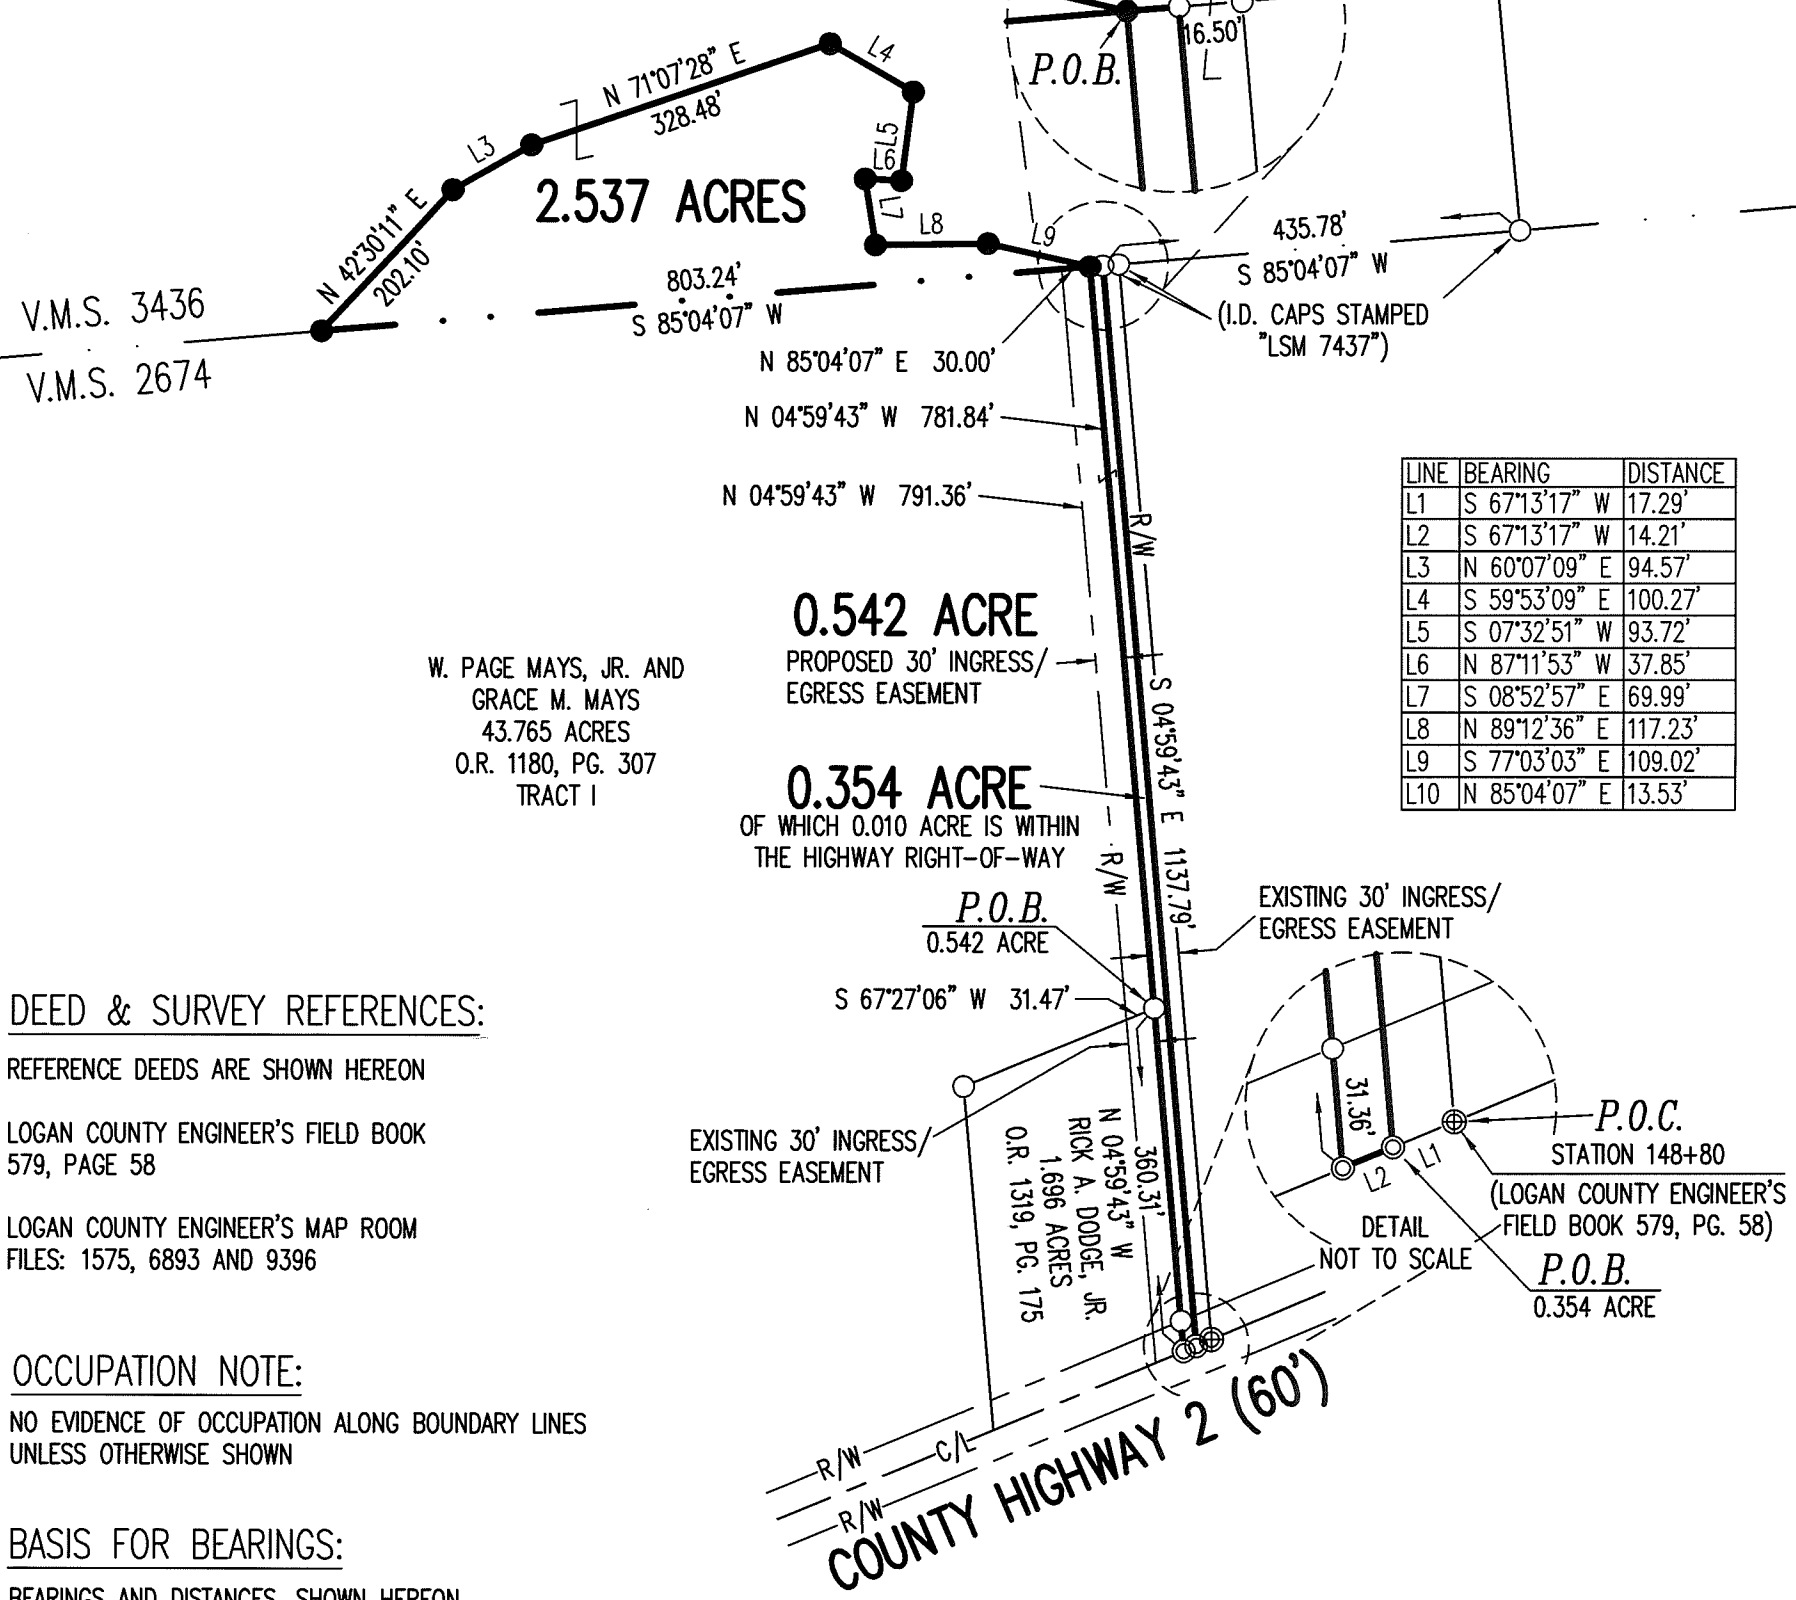 P.O.B.
16.50'
L4
N 71°07'28" E
328.48'
L3
L5
L6
L7
L8
L9
2.537 ACRES
N 42°30'11" E
202.10'
803.24'
S 85°04'07" W
435.78'
S 85°04'07" W
(I.D. CAPS STAMPED
"LSM 7437")
V.M.S. 3436
V.M.S. 2674
N 85°04'07" E 30.00'
N 04°59'43" W 781.84'
N 04°59'43" W 791.36'
R/W
LINE BEARING DISTANCE
L1 S 67°13'17" W 17.29'
L2 S 67°13'17" W 14.21'
L3 N 60°07'09" E 94.57'
L4 S 59°53'09" E 100.27'
L5 S 07°32'51" W 93.72'
L6 N 87°11'53" W 37.85'
L7 S 08°52'57" E 69.99'
L8 N 89°12'36" E 117.23'
L9 S 77°03'03" E 109.02'
L10 N 85°04'07" E 13.53'
0.542 ACRE
PROPOSED 30' INGRESS/
EGRESS EASEMENT
S 04°59'43" E 1137.79'
W. PAGE MAYS, JR. AND
GRACE M. MAYS
43.765 ACRES
O.R. 1180, PG. 307
TRACT I
0.354 ACRE
OF WHICH 0.010 ACRE IS WITHIN
THE HIGHWAY RIGHT-OF-WAY
R/W
P.O.B.
0.542 ACRE
EXISTING 30' INGRESS/
EGRESS EASEMENT
S 67°27'06" W 31.47'
EXISTING 30' INGRESS/
EGRESS EASEMENT
360.31'
N 04°59'43" W
RICK A. DODGE, JR.
1.696 ACRES
O.R. 1319, PG. 175
31.36'
L2
L1
P.O.C.
STATION 148+80
(LOGAN COUNTY ENGINEER'S
FIELD BOOK 579, PG. 58)
DETAIL
NOT TO SCALE
P.O.B.
0.354 ACRE
R/W
C/L
R/W
COUNTY HIGHWAY 2 (60')
DEED & SURVEY REFERENCES:
REFERENCE DEEDS ARE SHOWN HEREON
LOGAN COUNTY ENGINEER'S FIELD BOOK
579, PAGE 58
LOGAN COUNTY ENGINEER'S MAP ROOM
FILES: 1575, 6893 AND 9396
OCCUPATION NOTE:
NO EVIDENCE OF OCCUPATION ALONG BOUNDARY LINES
UNLESS OTHERWISE SHOWN
BASIS FOR BEARINGS:
BEARINGS AND DISTANCES SHOWN HEREON